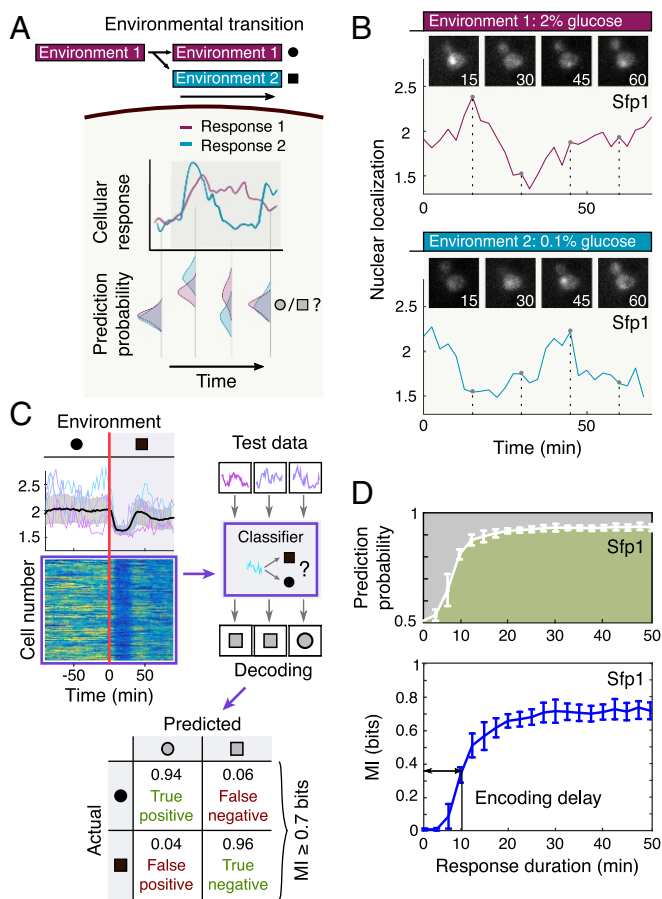 A
Environmental transition
Environment 1
Environment 1
Environment 2
Response 1
Response 2
Cellular
response
Prediction
probability
/ ?
Time
B
Environment 1: 2% glucose
15
30
45
60
Sfp1
2.5
2
1.5
0
50
Nuclear localization
Environment 2: 0.1% glucose
15
30
45
60
Sfp1
2.5
2
1.5
0
50
Time (min)
C
Environment
2.5
2
1.5
Cell number
-50
0
50
Time (min)
Test data
Classifier
?
Decoding
Predicted
Actual
0.94
True
positive
0.06
False
negative
0.04
False
positive
0.96
True
negative
MI ≥ 0.7 bits
D
Prediction
probability
1
0.5
Sfp1
0
10
20
30
40
50
MI (bits)
1.0
0.8
0.6
0.4
0.2
0
Sfp1
Encoding delay
0
10
20
30
40
50
Response duration (min)